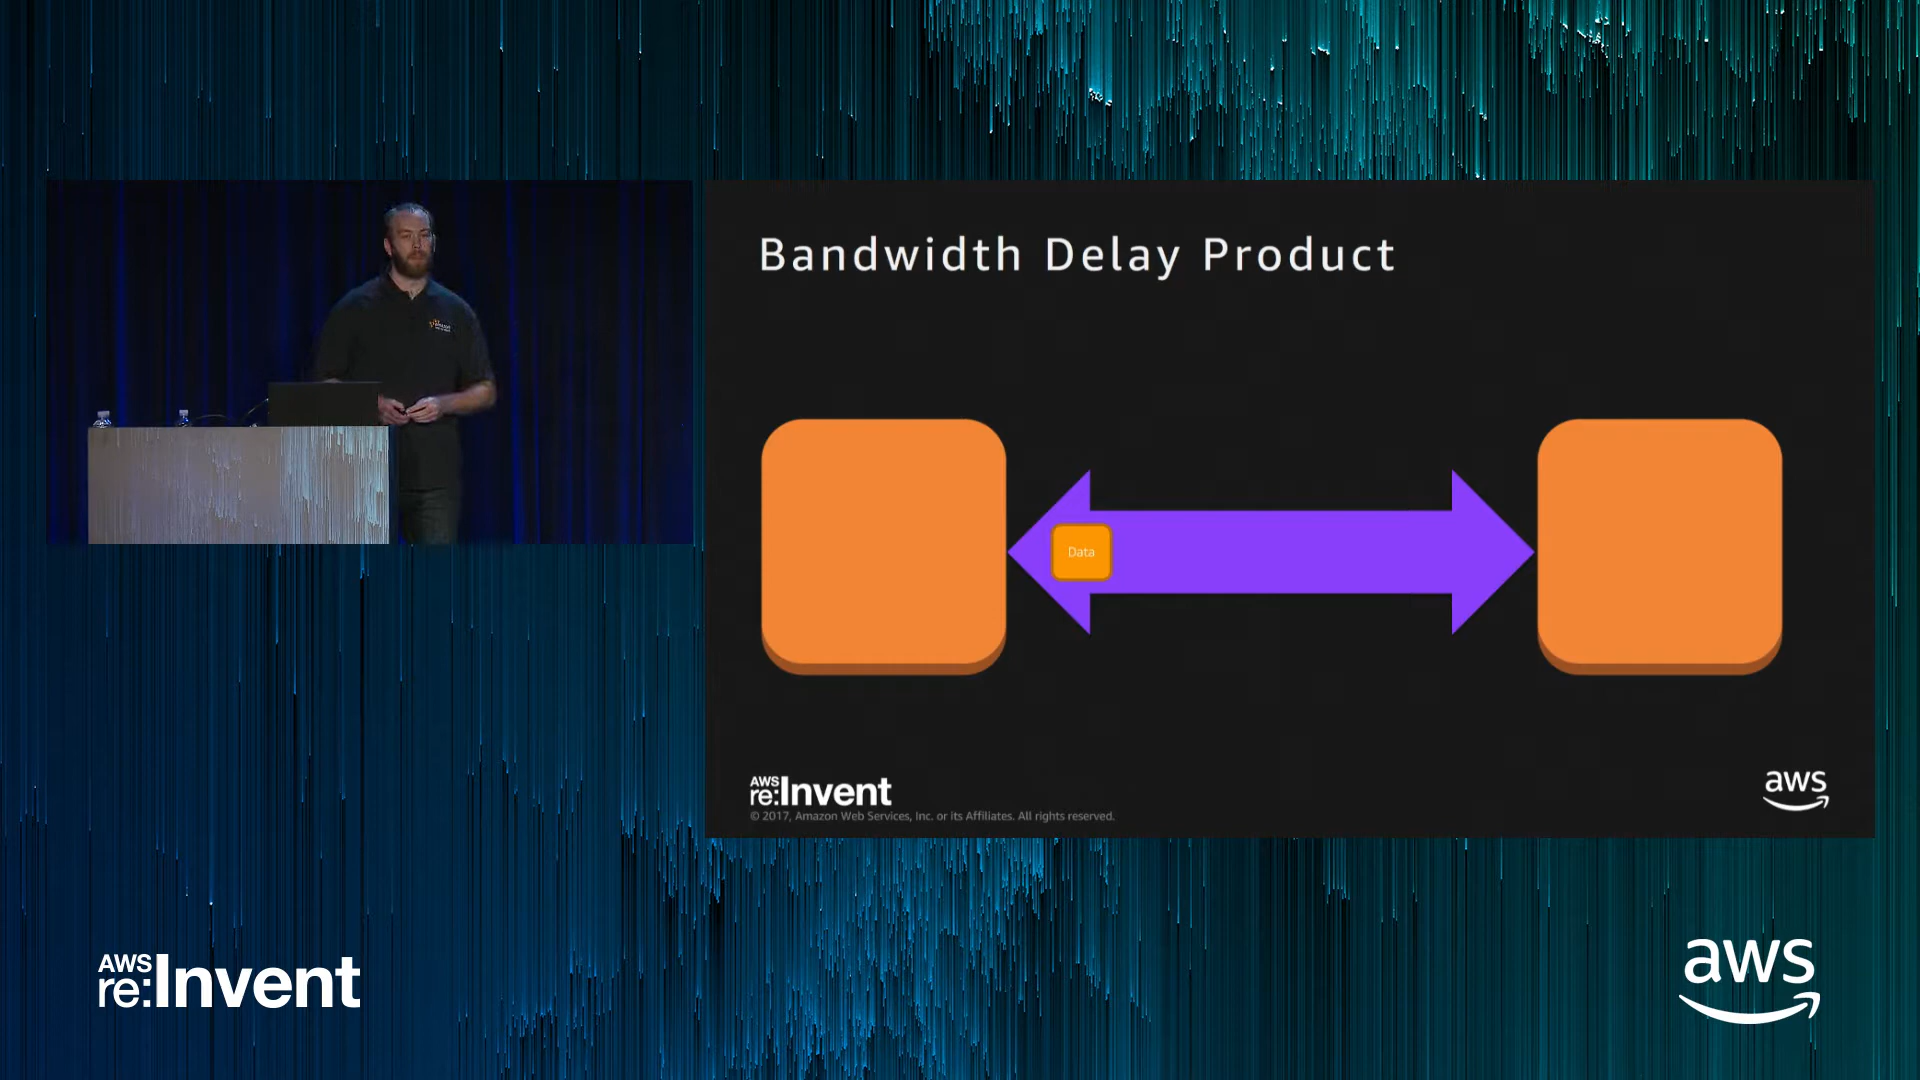 Bandwidth Delay Product
Data
AWS
re:Invent
© 2017, Amazon Web Services, Inc. or its Affiliates. All rights reserved.
aws
AWS
re:Invent
aws